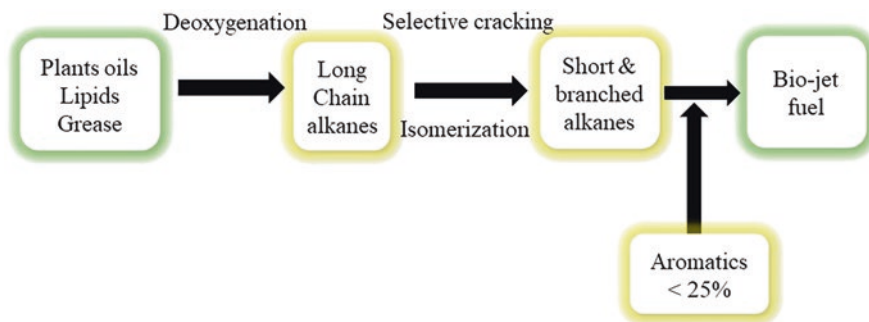 Deoxygenation
Selective cracking
Plants oils
Lipids
Grease
Long
Chain
alkanes
Isomerization
Short &
branched
alkanes
Bio-jet
fuel
Aromatics
< 25%